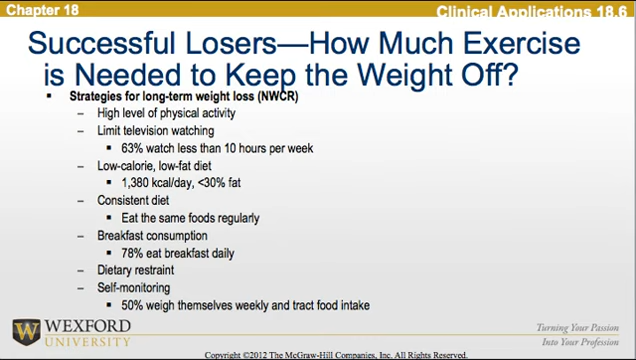 Chapter 18
Clinical Applications 18.6
Successful Losers—How Much Exercise
is Needed to Keep the Weight Off?
▪ Strategies for long-term weight loss (NWCR)
– High level of physical activity
– Limit television watching
▪ 63% watch less than 10 hours per week
– Low-calorie, low-fat diet
▪ 1,380 kcal/day, <30% fat
– Consistent diet
▪ Eat the same foods regularly
– Breakfast consumption
▪ 78% eat breakfast daily
– Dietary restraint
– Self-monitoring
▪ 50% weigh themselves weekly and tract food intake
W
WEXFORD
UNIVERSITY
Turning Your Passion
Into Your Profession
Copyright ©2012 The McGraw-Hill Companies, Inc. All Rights Reserved.